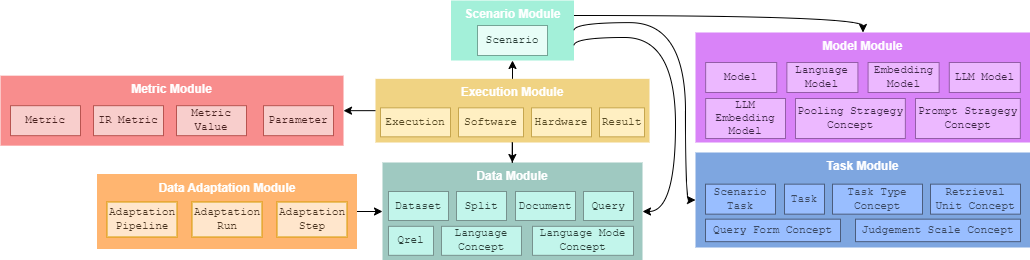 Scenario Module
Scenario
Model Module
Model
Language
Model
Embedding
Model
LLM Model
LLM
Embedding
Model
Pooling Stragegy
Concept
Prompt Stragegy
Concept
Metric Module
Metric
IR Metric
Metric
Value
Parameter
Execution Module
Execution
Software
Hardware
Result
Data Adaptation Module
Adaptation
Pipeline
Adaptation
Run
Adaptation
Step
Data Module
Dataset
Split
Document
Query
Qrel
Language
Concept
Language Mode
Concept
Task Module
Scenario
Task
Task
Task Type
Concept
Retrieval
Unit Concept
Query Form Concept
Judgement Scale Concept